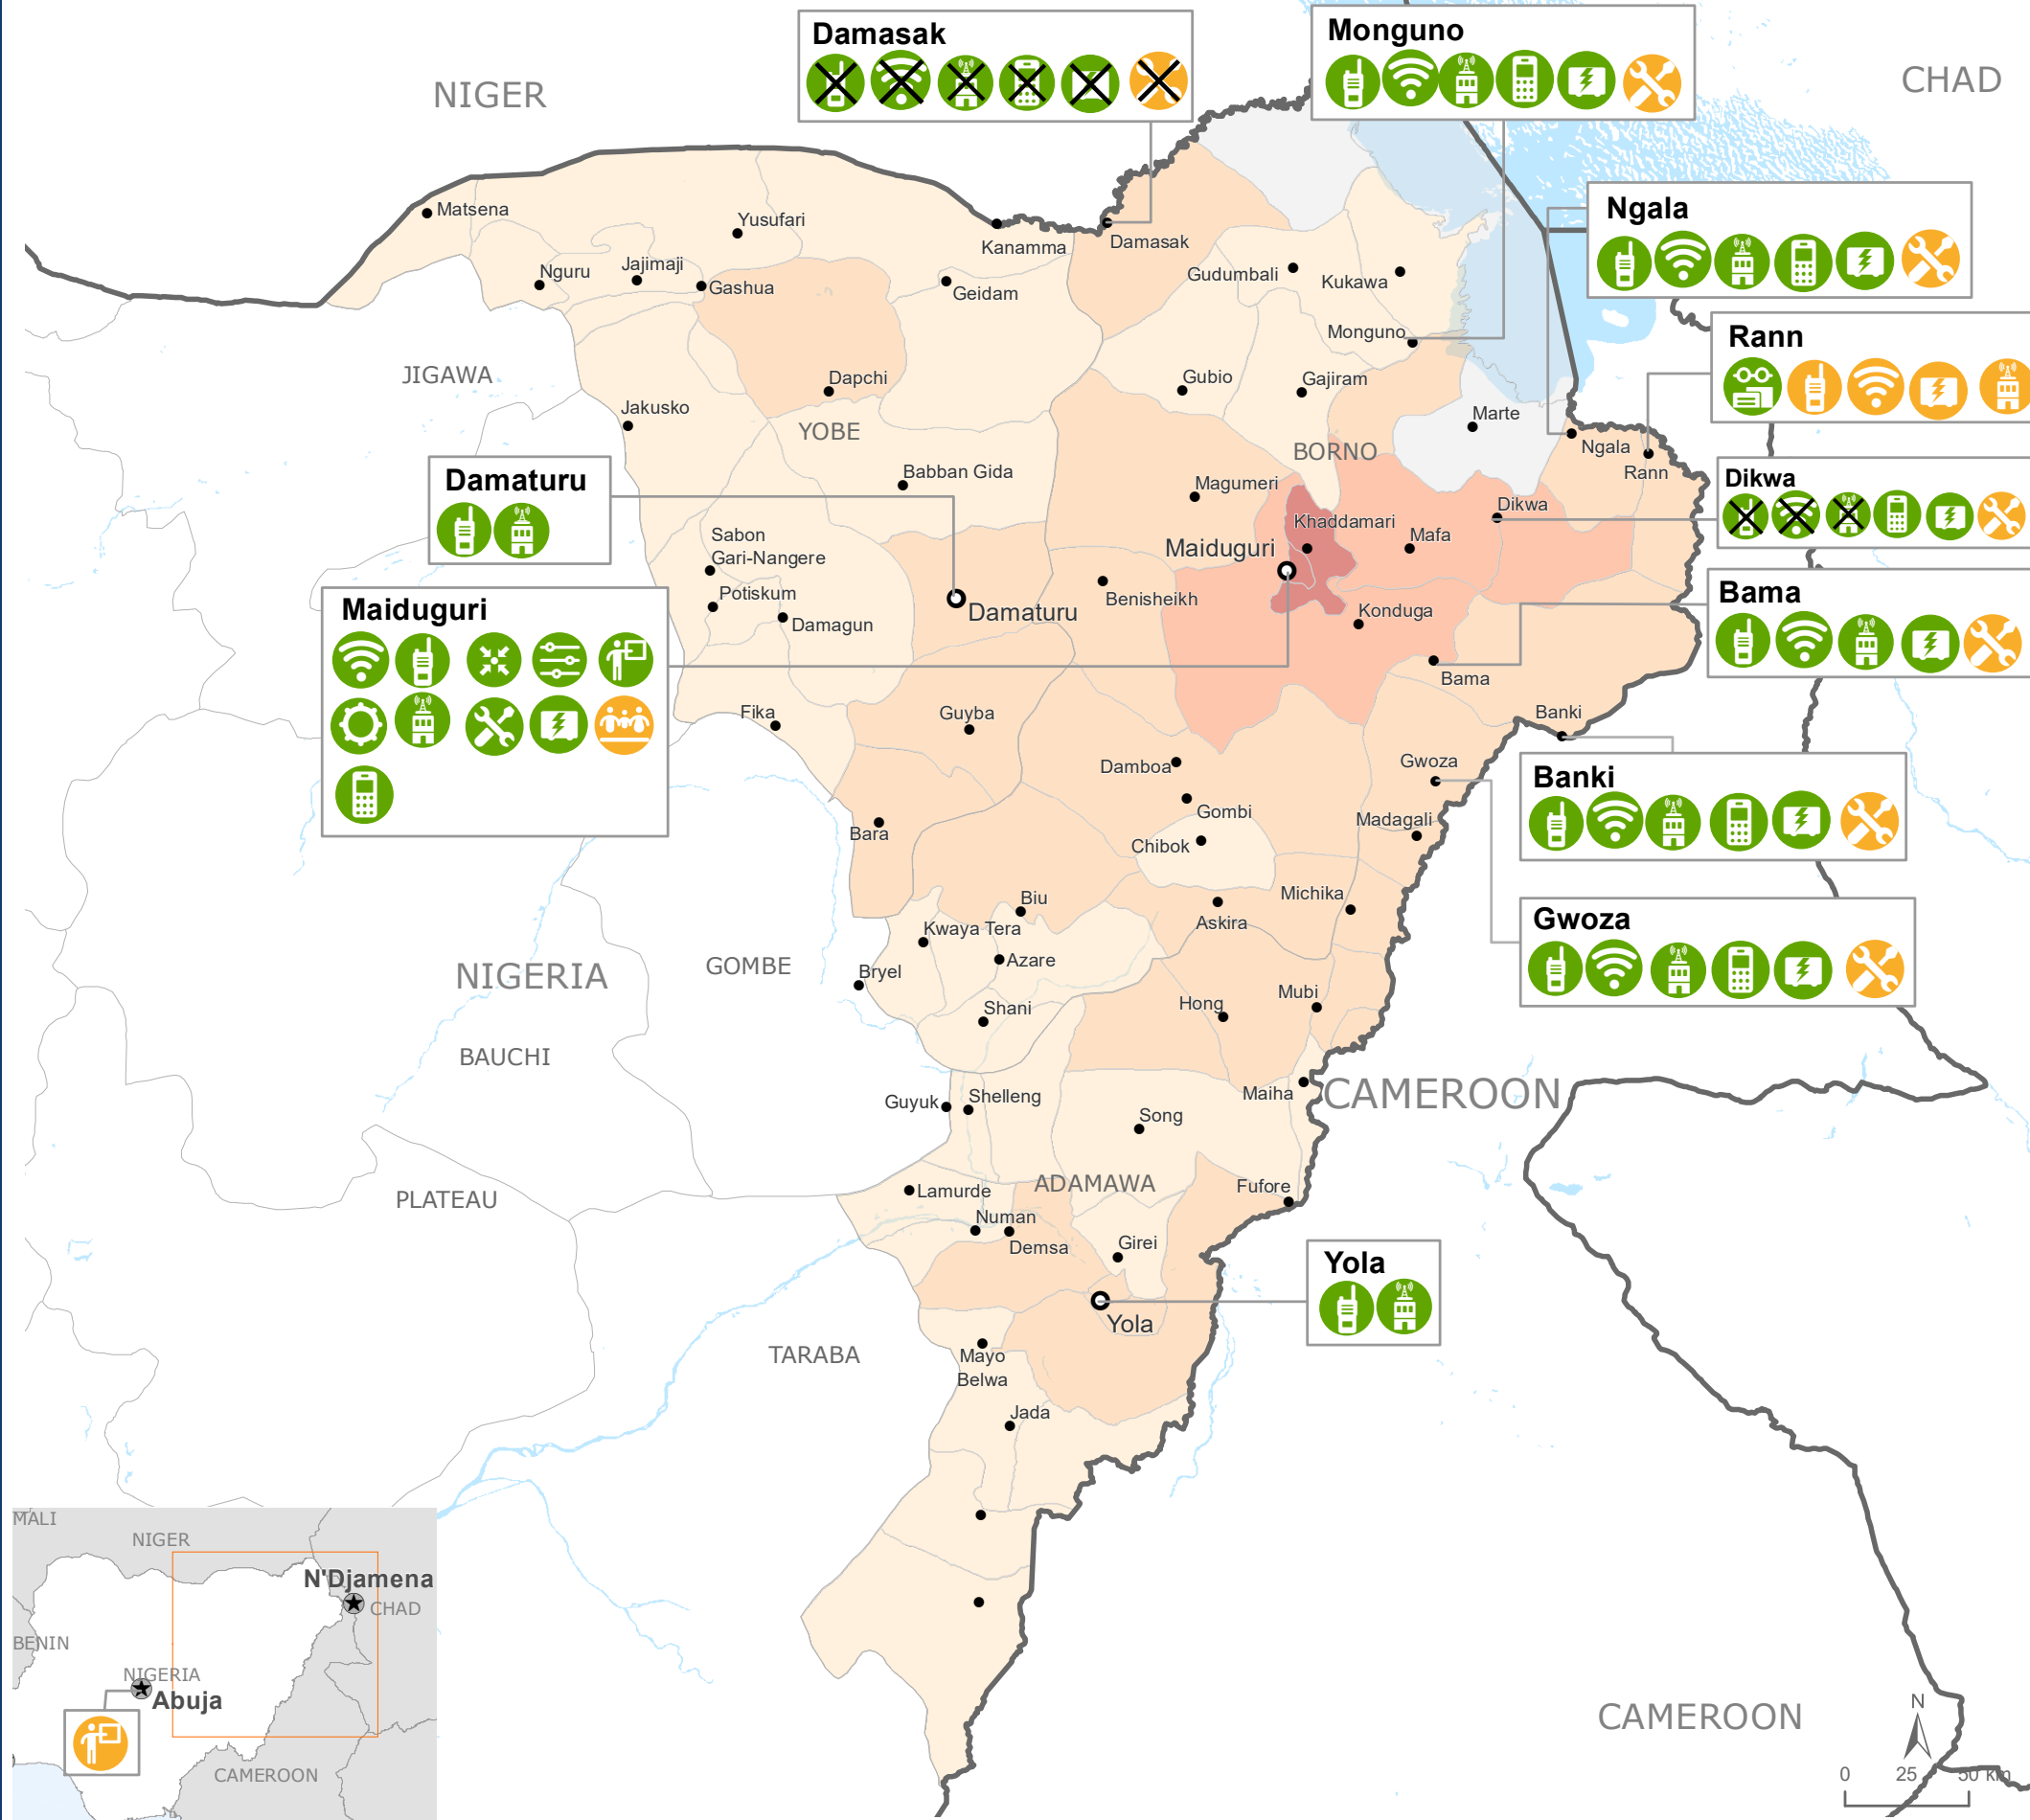 Damasak
Monguno
NIGER
CHAD
Ngala
Matsena
Yusufari
Kanamma
Damasak
Nguru
Jajimaji
Gashua
Geidam
Gudumbali
Kukawa
Rann
Monguno
JIGAWA
Dapchi
Gubio
Gajiram
Jakusko
YOBE
Marte
BORNO
Ngala
Rann
Damaturu
Babban Gida
Magumeri
Dikwa
Dikwa
Khaddamari
Mafa
Sabon
Gari-Nangere
Maiduguri
Bama
Potiskum
Benisheikh
Maiduguri
Damagun
Damaturu
Konduga
Bama
Fika
Guyba
Banki
Damboa
Gwoza
Banki
Gombi
Bara
Madagali
Chibok
Michika
Biu
Askira
Gwoza
Kwaya Tera
NIGERIA
GOMBE
Azare
Bryel
Hong
Mubi
Shani
BAUCHI
Guyuk
Shelleng
Maiha
CAMEROON
Song
PLATEAU
Lamurde
ADAMAWA
Fufore
Numan
Demsa
Girei
Yola
Yola
TARABA
Mayo
Belwa
Jada
MALI
NIGER
N'Djamena
CHAD
BENIN
NIGERIA
Abuja
CAMEROON
CAMEROON
N
0 25 50 km